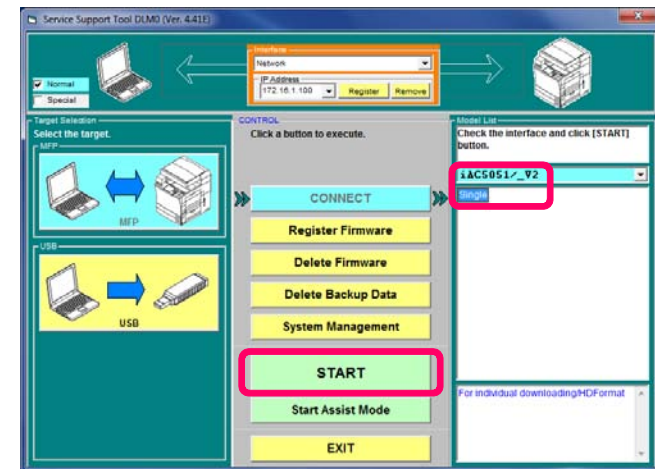 Service Support Tool DLM0 (Ver. 4.41E)
Interface
Network
IP Address
172.16.1.100
Register
Remove
Normal
Special
Target Selection
Select the target.
MFP
MFP
USB
USB
CONTROL
Click a button to execute.
CONNECT
Register Firmware
Delete Firmware
Delete Backup Data
System Management
START
Start Assist Mode
EXIT
Model List
Check the interface and click [START]
button.
iAC5051/_V2
Single
For individual downloading/HDFormat